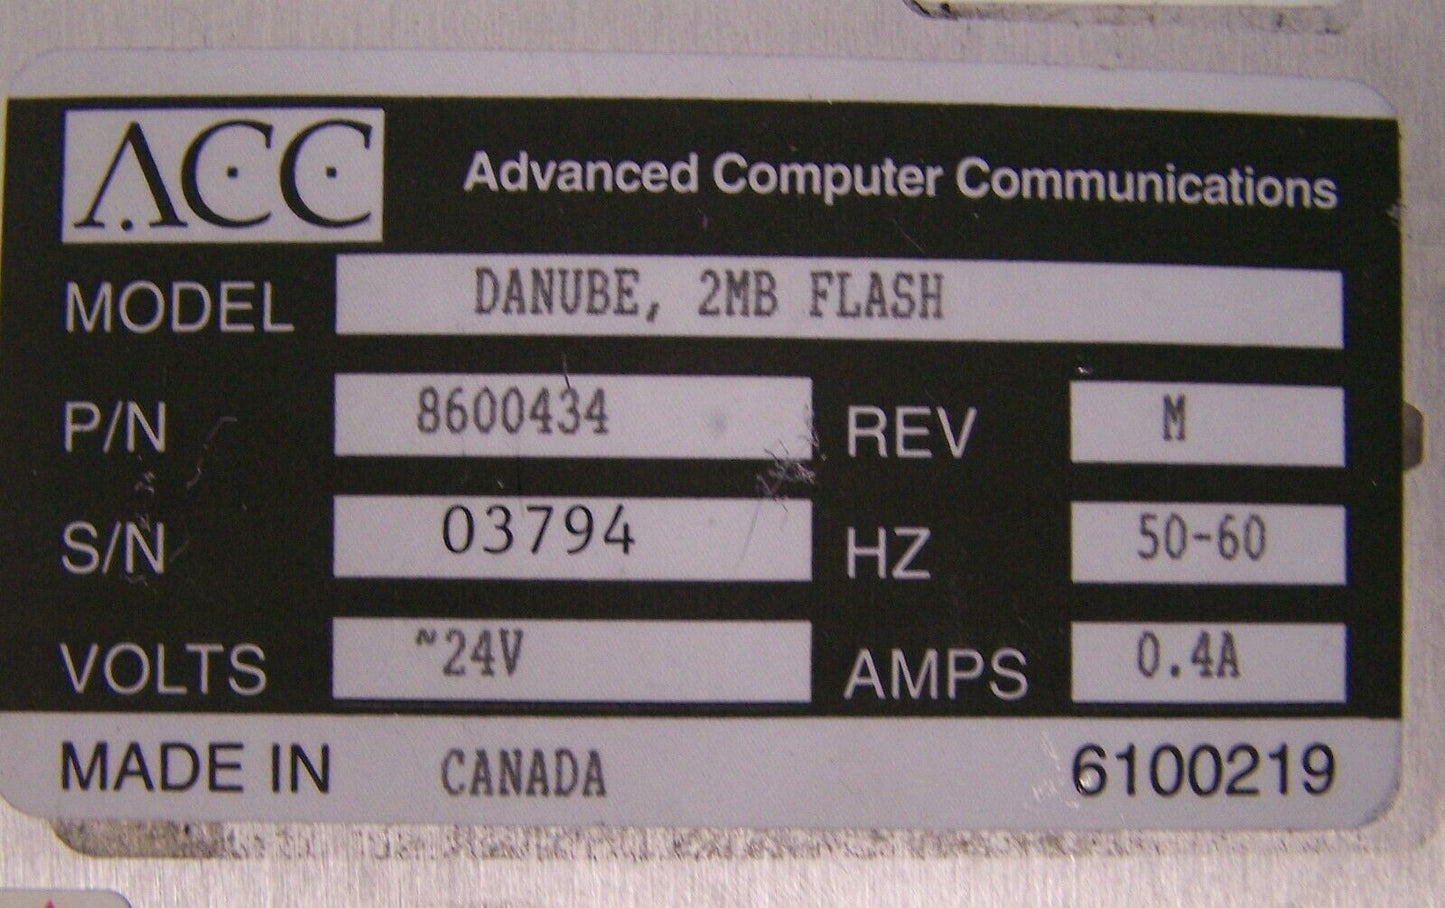 ACC Advanced Computer Communications
MODEL DANUBE, 2MB FLASH
P/N 8600434 REV M
S/N 03794 HZ 50-60
VOLTS ~24V AMPS 0.4A
MADE IN CANADA 6100219